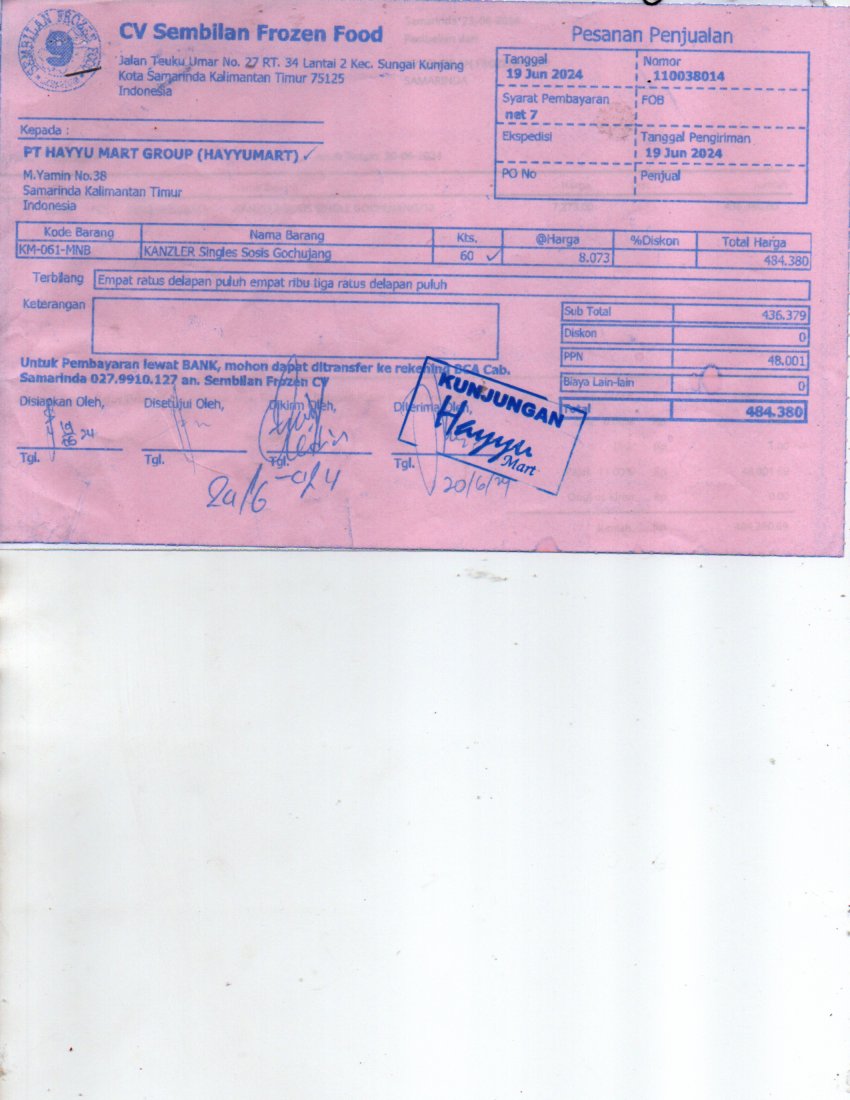 SEMBILAN FROZEN FOOD
9
CV Sembilan Frozen Food
Jalan Teuku Umar No. 27 RT. 34 Lantai 2 Kec. Sungai Kunjang
Kota Samarinda Kalimantan Timur 75125
Indonesia
Pesanan Penjualan
Tanggal
19 Jun 2024
Nomor
110038014
Syarat Pembayaran
net 7
FOB
Ekspedisi
Tanggal Pengiriman
19 Jun 2024
PO No
Penjual
Kepada :
PT HAYYU MART GROUP (HAYYUMART) ✓
M.Yamin No.38
Samarinda Kalimantan Timur
Indonesia
Kode Barang Nama Barang Kts. @Harga %Diskon Total Harga
KM-061-MNB KANZLER Singles Sosis Gochujang 60 ✓ 8.073 484.380
Terbilang Empat ratus delapan puluh empat ribu tiga ratus delapan puluh
Keterangan
Sub Total 436.379
Diskon 0
PPN 48.001
Biaya Lain-lain 0
Total 484.380
Untuk Pembayaran lewat BANK, mohon dapat ditransfer ke rekening BCA Cab.
Samarinda 027.9910.127 an. Sembilan Frozen CV
Disiapkan Oleh, Disetujui Oleh, Dikirim Oleh, Diterima Oleh,
KUNJUNGAN
Hayyu
Mart
Tgl. Tgl. Tgl. Tgl.
20/6/24